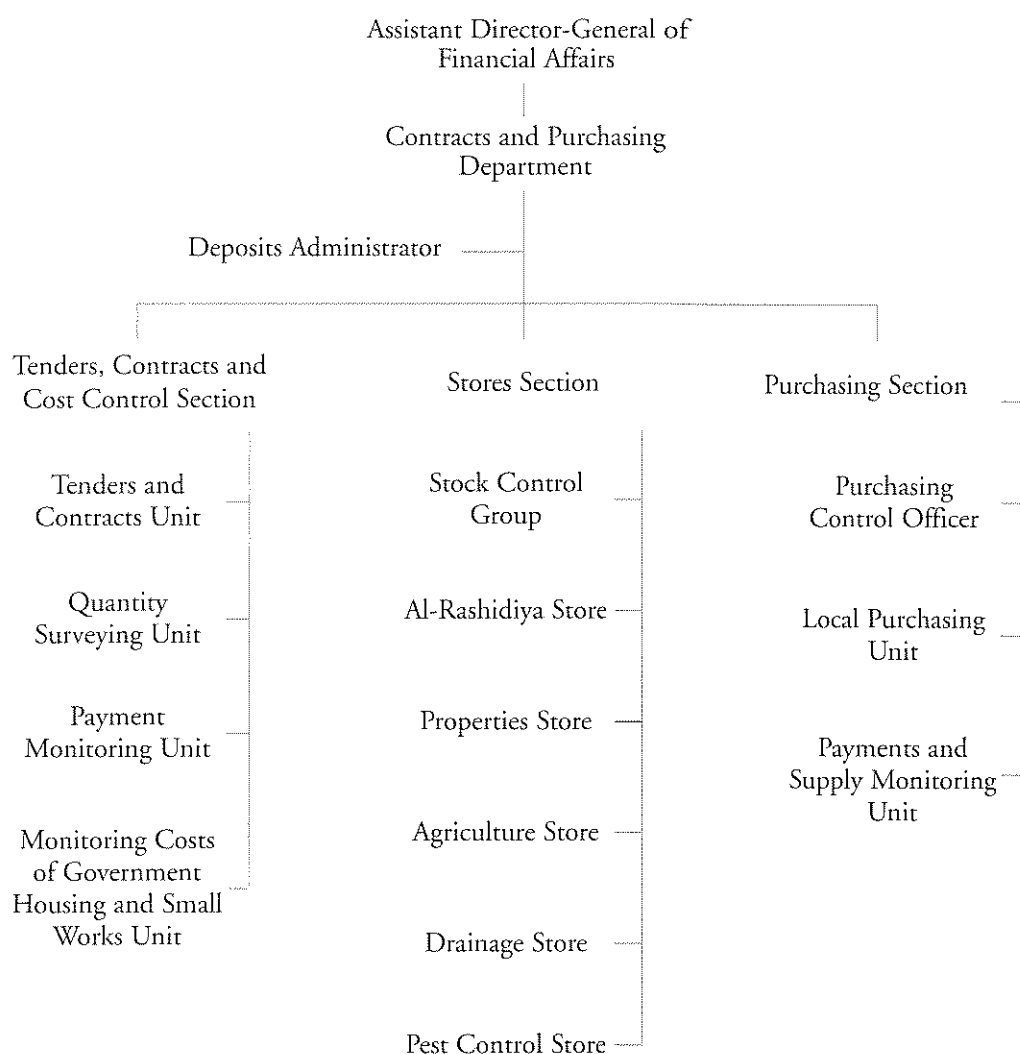 Assistant Director-General of
Financial Affairs
Contracts and Purchasing
Department
Deposits Administrator
Tenders, Contracts and
Cost Control Section
Tenders and
Contracts Unit
Quantity
Surveying Unit
Payment
Monitoring Unit
Monitoring Costs
of Government
Housing and Small
Works Unit
Stores Section
Stock Control
Group
Al-Rashidiya Store
Properties Store
Agriculture Store
Drainage Store
Pest Control Store
Purchasing Section
Purchasing
Control Officer
Local Purchasing
Unit
Payments and
Supply Monitoring
Unit